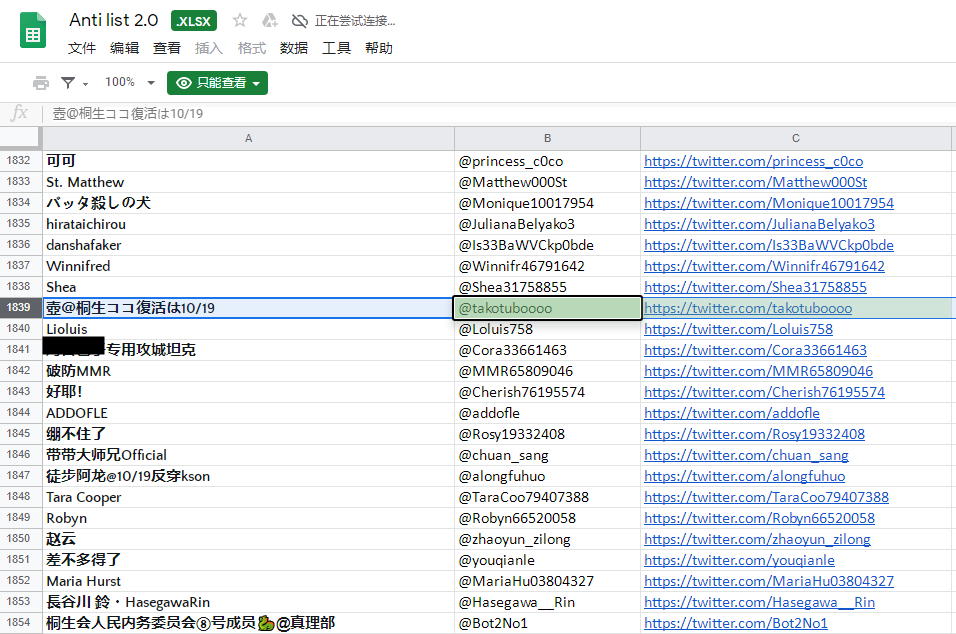 Anti list 2.0 .XLSX 正在尝试连接...
文件 编辑 查看 插入 格式 数据 工具 帮助
100% 只能查看
fx 壺@桐生ココ復活は10/19
A B C
1832 可可 @princess_c0co https://twitter.com/princess_c0co
1833 St. Matthew @Matthew000St https://twitter.com/Matthew000St
1834 バッタ殺しの犬 @Monique10017954 https://twitter.com/Monique10017954
1835 hirataichirou @JulianaBelyako3 https://twitter.com/JulianaBelyako3
1836 danshafaker @Is33BaWVCkp0bde https://twitter.com/Is33BaWVCkp0bde
1837 Winnifred @Winnifr46791642 https://twitter.com/Winnifr46791642
1838 Shea @Shea31758855 https://twitter.com/Shea31758855
1839 壺@桐生ココ復活は10/19 @takotuboooo https://twitter.com/takotuboooo
1840 Lioluis @Loluis758 https://twitter.com/Loluis758
1841 专用攻城坦克 @Cora33661463 https://twitter.com/Cora33661463
1842 破防MMR @MMR65809046 https://twitter.com/MMR65809046
1843 好耶! @Cherish76195574 https://twitter.com/Cherish76195574
1844 ADDOFLE @addofle https://twitter.com/addofle
1845 绷不住了 @Rosy19332408 https://twitter.com/Rosy19332408
1846 带带大师兄Official @chuan_sang https://twitter.com/chuan_sang
1847 徒步阿龙@10/19反穿kson @alongfuhuo https://twitter.com/alongfuhuo
1848 Tara Cooper @TaraCoo79407388 https://twitter.com/TaraCoo79407388
1849 Robyn @Robyn66520058 https://twitter.com/Robyn66520058
1850 赵云 @zhaoyun_zilong https://twitter.com/zhaoyun_zilong
1851 差不多得了 @youqianle https://twitter.com/youqianle
1852 Maria Hurst @MariaHu03804327 https://twitter.com/MariaHu03804327
1853 長谷川 鈴・HasegawaRin @Hasegawa__Rin https://twitter.com/Hasegawa__Rin
1854 桐生会人民内务委员会⑧号成员🐉@真理部 @Bot2No1 https://twitter.com/Bot2No1